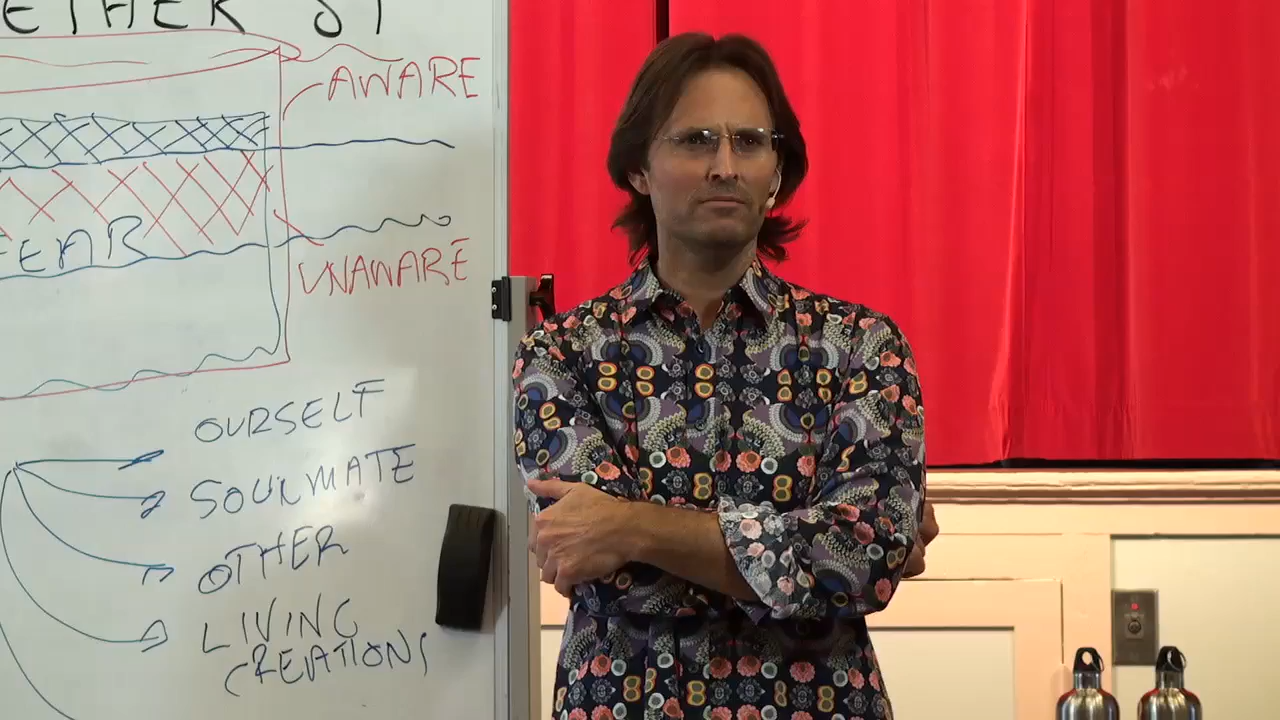 ETHER ST
AWARE
FEAR
UNAWARE
OURSELF
SOULMATE
OTHER
LIVING
CREATIONS